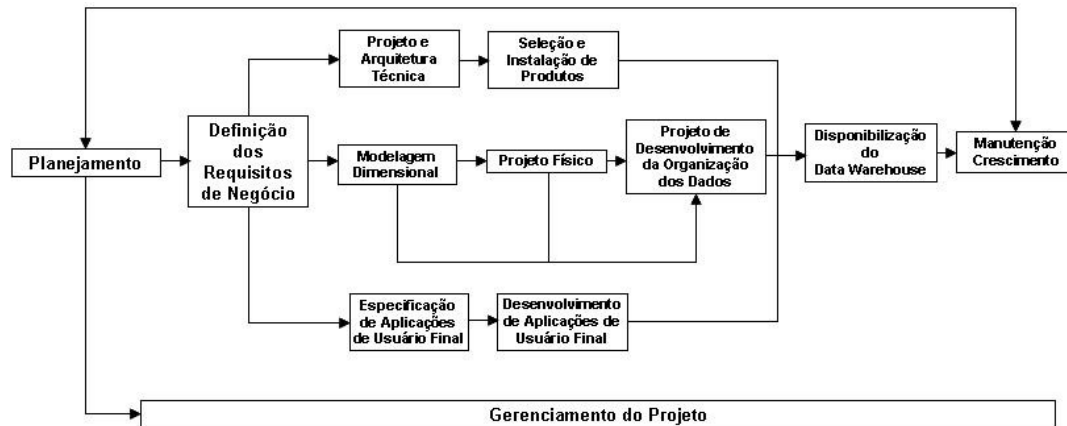 Projeto e
Arquitetura
Técnica
Seleção e
Instalação de
Produtos
Planejamento
Definição
dos
Requisitos
de Negócio
Modelagem
Dimensional
Projeto Físico
Projeto de
Desenvolvimento
da Organização
dos Dados
Disponibilização
do
Data Warehouse
Manutenção
Crescimento
Especificação
de Aplicações
de Usuário Final
Desenvolvimento
de Aplicações de
Usuário Final
Gerenciamento do Projeto